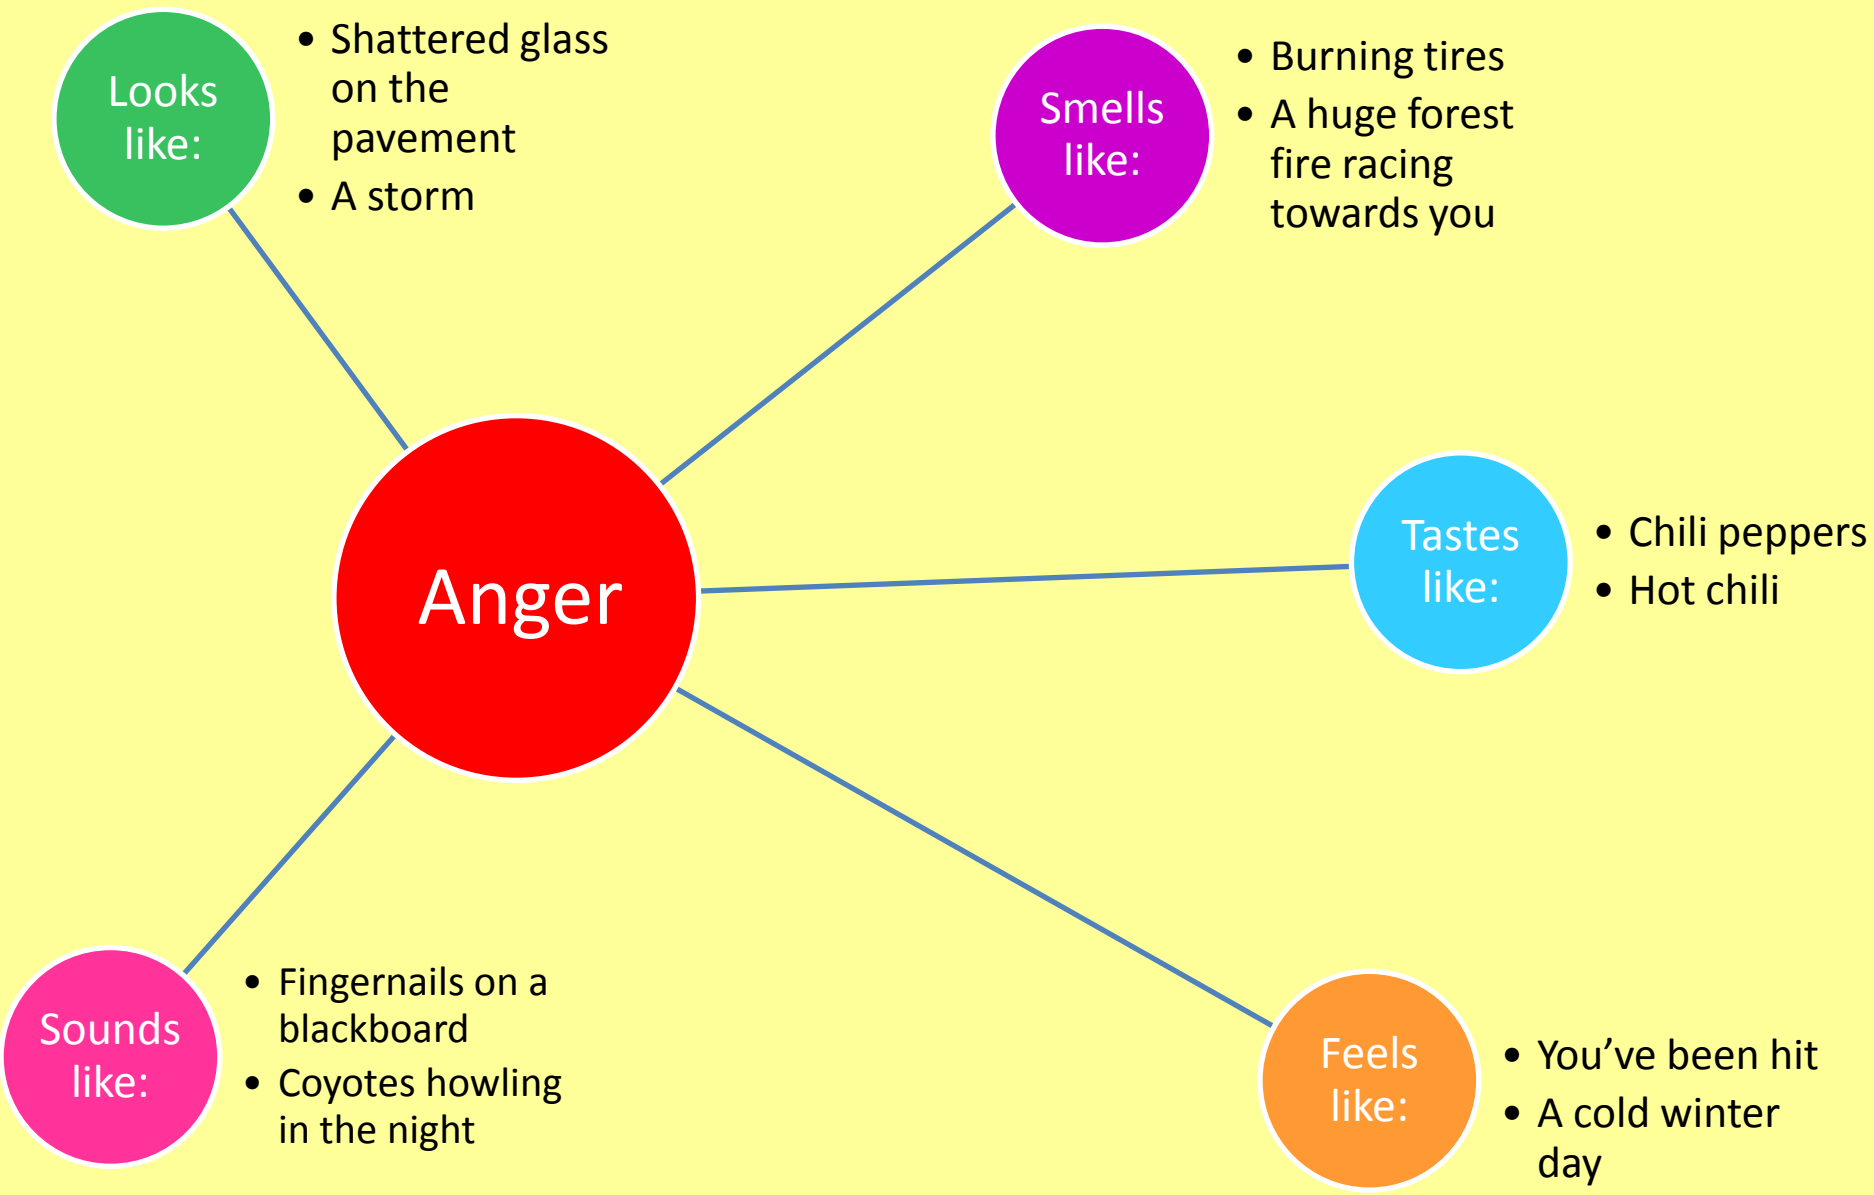 Looks
like:
• Shattered glass
on the
pavement
• A storm
Smells
like:
• Burning tires
• A huge forest
fire racing
towards you
Anger
Tastes
like:
• Chili peppers
• Hot chili
Sounds
like:
• Fingernails on a
blackboard
• Coyotes howling
in the night
Feels
like:
• You’ve been hit
• A cold winter
day